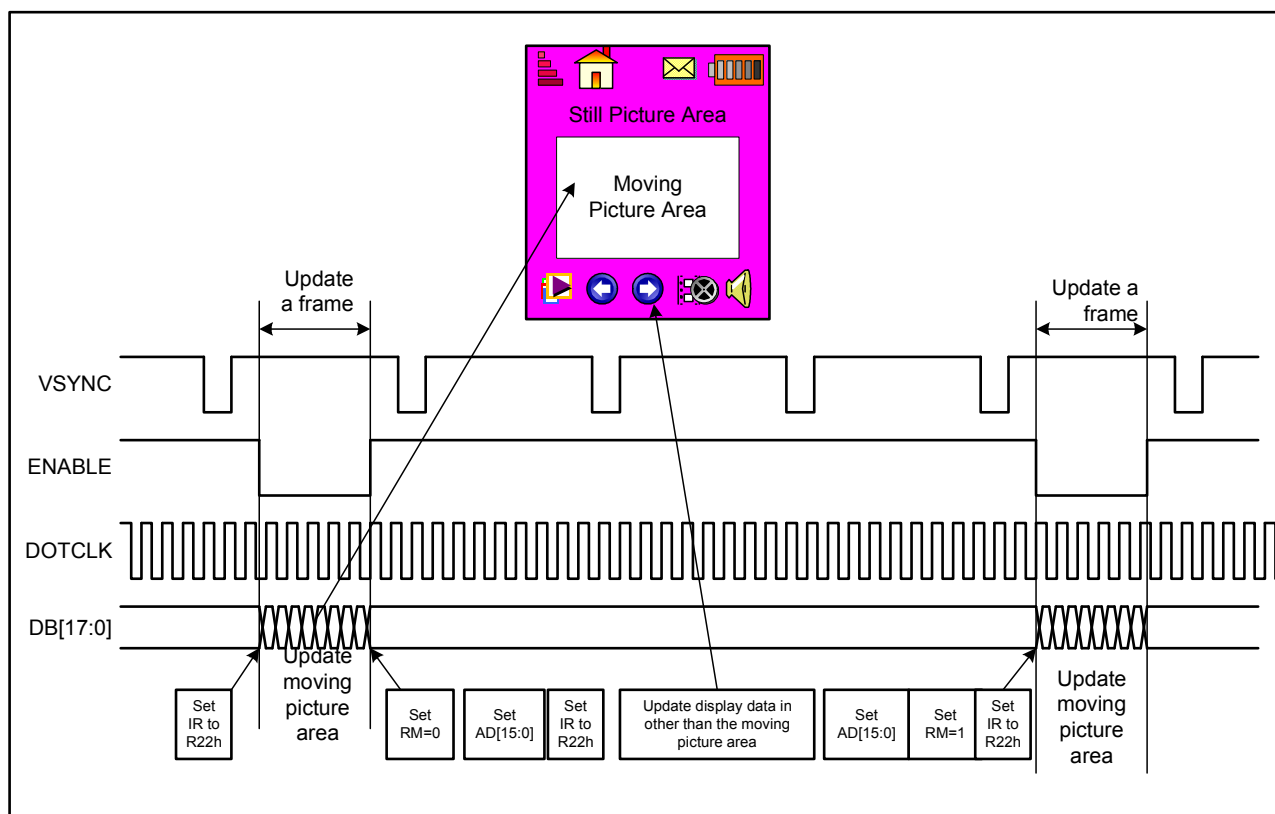 Still Picture Area
Moving
Picture Area
Update
a frame
Update a
frame
VSYNC
ENABLE
DOTCLK
DB[17:0]
Update
moving
picture
area
Update
moving
picture
area
Set
IR to
R22h
Set
RM=0
Set
AD[15:0]
Set
IR to
R22h
Update display data in
other than the moving
picture area
Set
AD[15:0]
Set
RM=1
Set
IR to
R22h